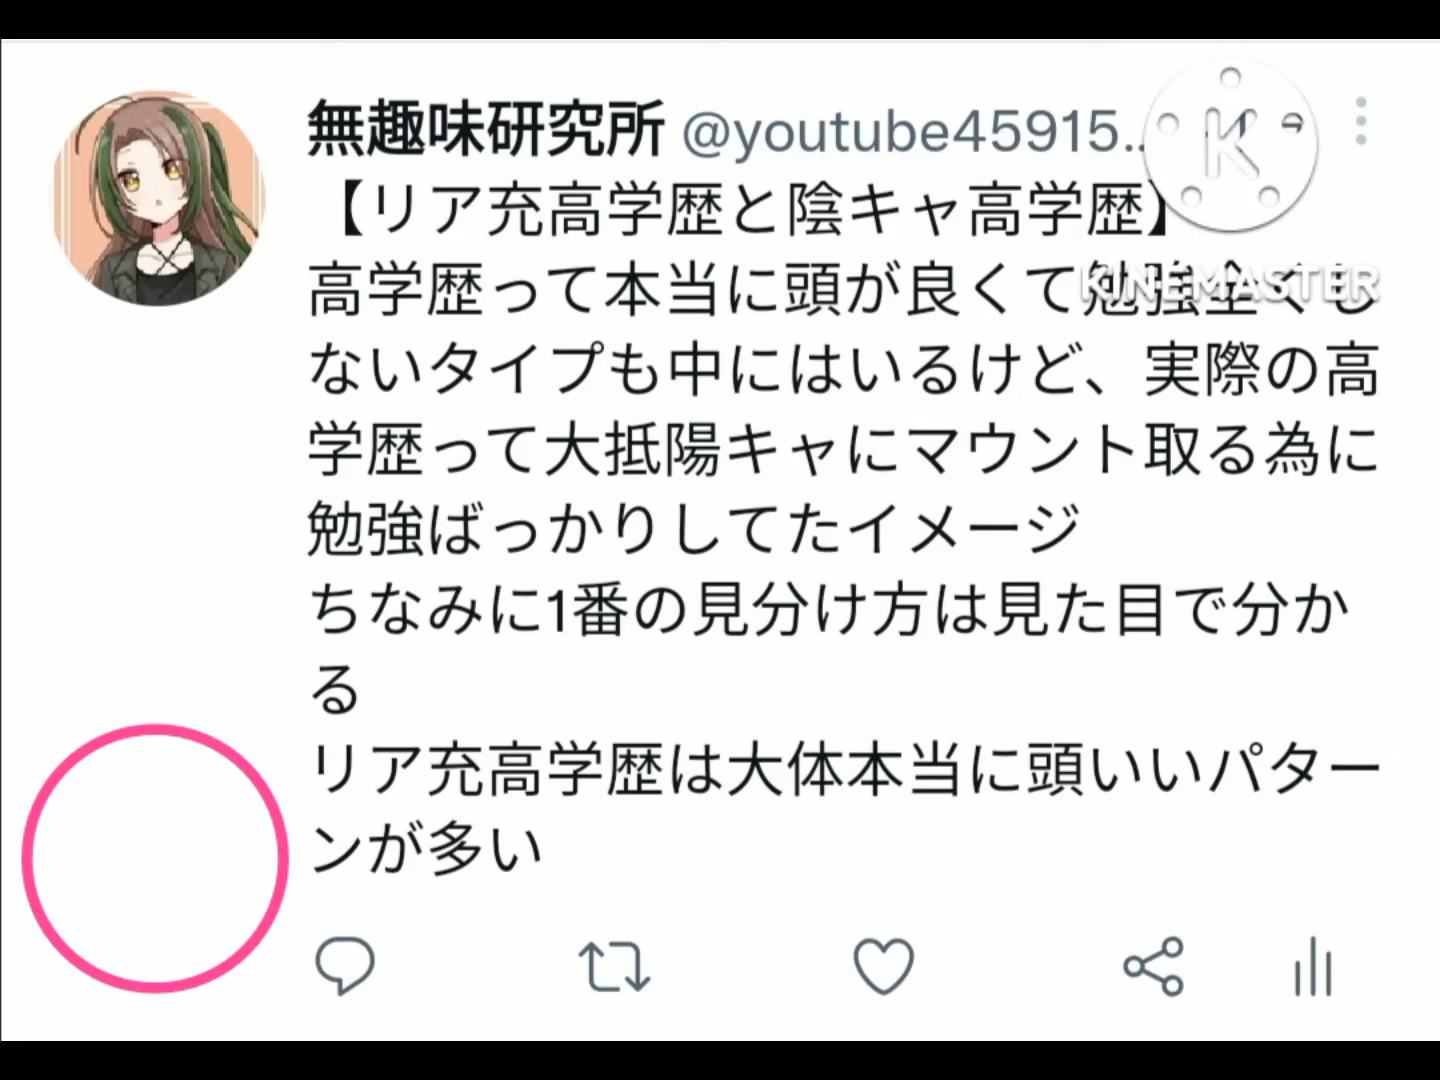 無趣味研究所 @youtube45915...
【リア充高学歴と陰キャ高学歴】
K
高学歴って本当に頭が良くて勉強全くし
KINEMASTER
ないタイプも中にはいるけど、実際の高
学歴って大抵陽キャにマウント取る為に
勉強ばっかりしてたイメージ
ちなみに1番の見分け方は見た目で分か
る
リア充高学歴は大体本当に頭いいパター
ンが多い